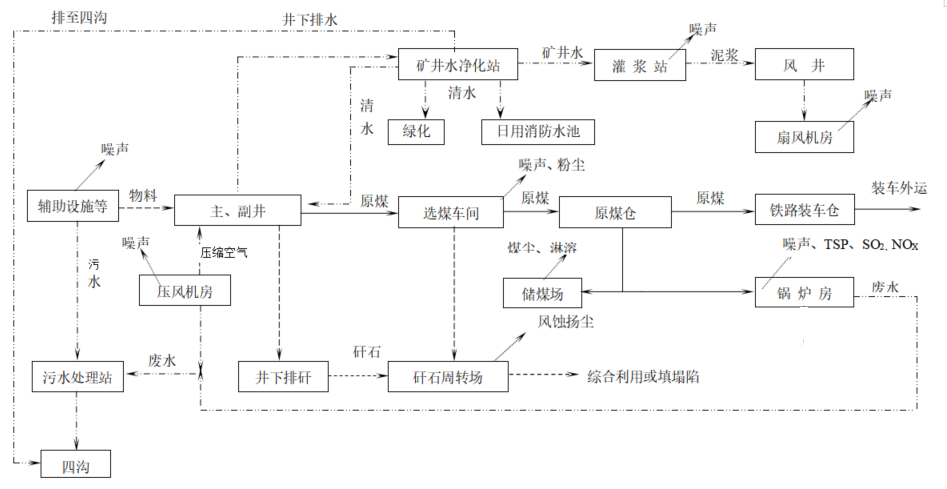 排至四沟
井下排水
噪声
矿井水净化站
矿井水
灌浆站
泥浆
风井
清水
清水
绿化
日用消防水池
噪声
扇风机房
噪声
噪声、粉尘
辅助设施等
物料
主、副井
原煤
选煤车间
原煤
原煤仓
原煤
铁路装车仓
装车外运
污水
噪声
压缩空气
煤尘、淋溶
噪声、TSP、SO2、NOX
压风机房
储煤场
锅炉房
废水
风蚀扬尘
废水
矸石
污水处理站
井下排矸
矸石周转场
综合利用或填塌陷
四沟